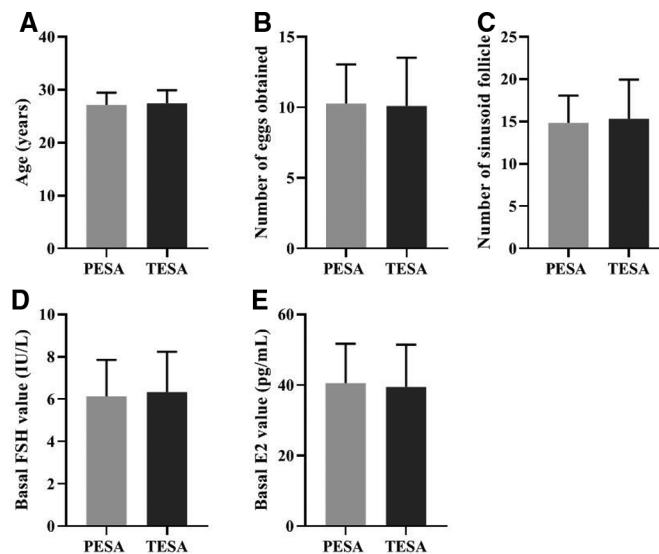 A
Age (years)
40
30
20
10
0
PESA TESA
B
Number of eggs obtained
15
10
5
0
PESA TESA
C
Number of sinusoid follicle
25
20
15
10
5
0
PESA TESA
D
Basal FSH value (IU/L)
10
8
6
4
2
0
PESA TESA
E
Basal E2 value (pg/mL)
60
40
20
0
PESA TESA